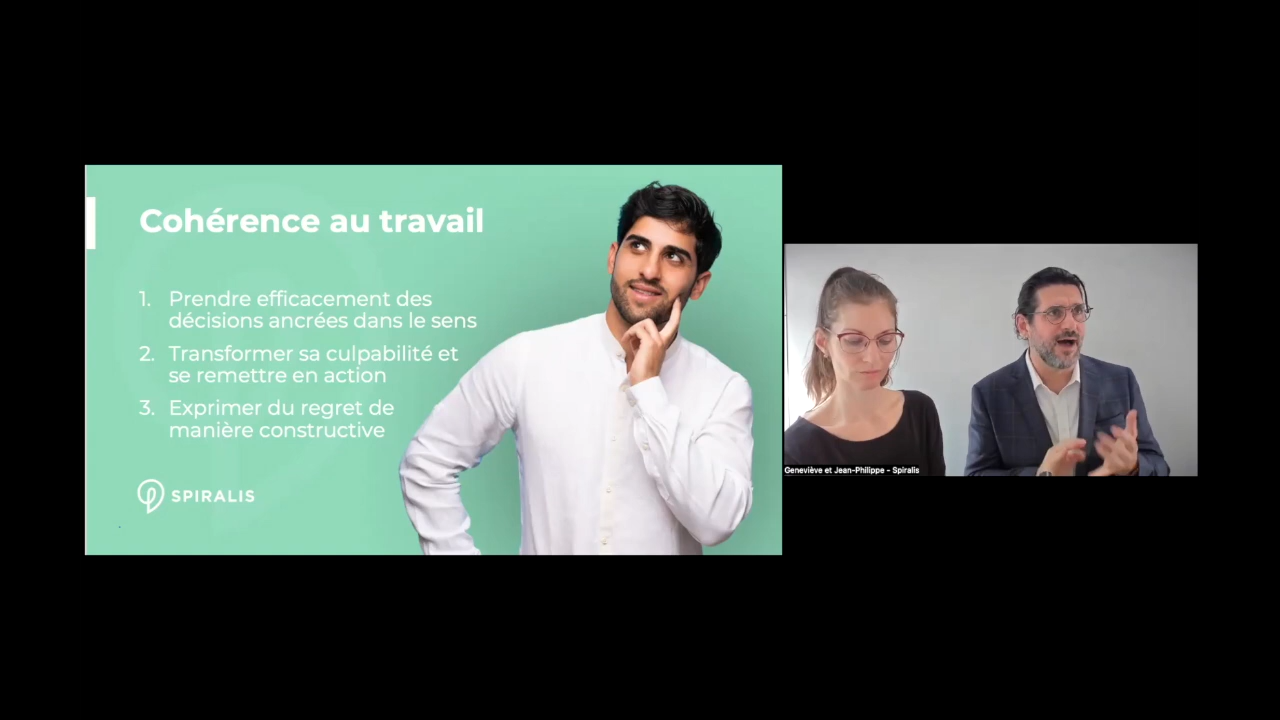 Cohérence au travail
1. Prendre efficacement des
décisions ancrées dans le sens
2. Transformer sa culpabilité et
se remettre en action
3. Exprimer du regret de
manière constructive
SPIRALIS
Geneviève et Jean-Philippe - Spiralis